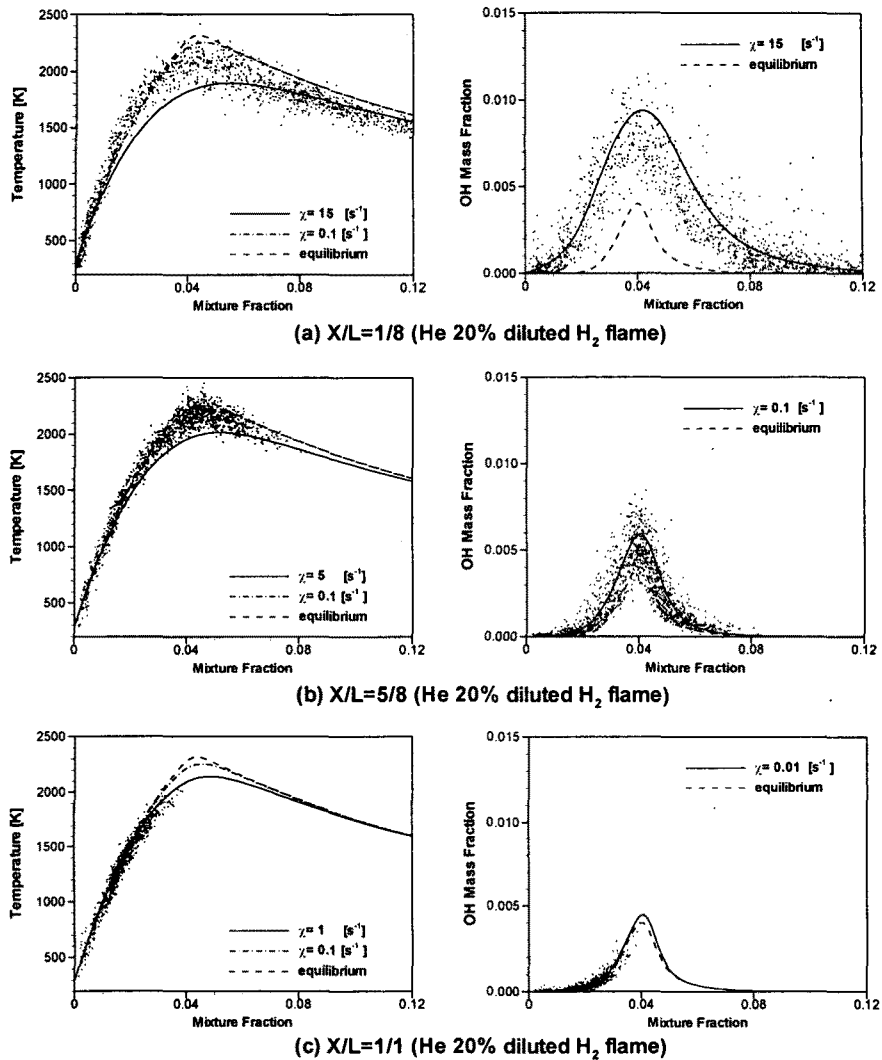 2500
2000
1500
1000
500
0
0.04
0.08
0.12
Temperature [K]
Mixture Fraction
χ= 15 [s⁻¹]
χ= 0.1 [s⁻¹]
equilibrium
0.015
0.010
0.005
0.000
0
0.04
0.08
0.12
OH Mass Fraction
Mixture Fraction
χ= 15 [s⁻¹]
equilibrium
(a) X/L=1/8 (He 20% diluted H₂ flame)
2500
2000
1500
1000
500
0
0.04
0.08
0.12
Temperature [K]
Mixture Fraction
χ= 5 [s⁻¹]
χ= 0.1 [s⁻¹]
equilibrium
0.015
0.010
0.005
0.000
0
0.04
0.08
0.12
OH Mass Fraction
Mixture Fraction
χ= 0.1 [s⁻¹]
equilibrium
(b) X/L=5/8 (He 20% diluted H₂ flame)
2500
2000
1500
1000
500
0
0.04
0.08
0.12
Temperature [K]
Mixture Fraction
χ= 1 [s⁻¹]
χ= 0.1 [s⁻¹]
equilibrium
0.015
0.010
0.005
0.000
0
0.04
0.08
0.12
OH Mass Fraction
Mixture Fraction
χ= 0.01 [s⁻¹]
equilibrium
(c) X/L=1/1 (He 20% diluted H₂ flame)